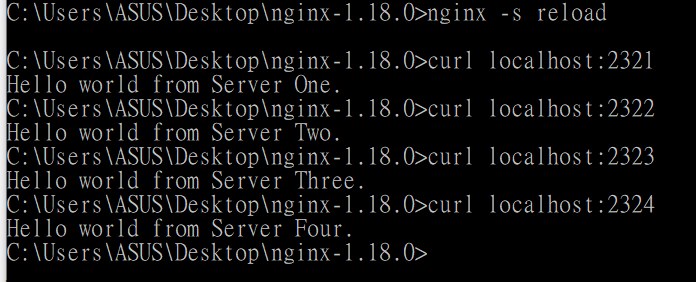 C:\Users\ASUS\Desktop\nginx-1.18.0>nginx -s reload
C:\Users\ASUS\Desktop\nginx-1.18.0>curl localhost:2321
Hello world from Server One.
C:\Users\ASUS\Desktop\nginx-1.18.0>curl localhost:2322
Hello world from Server Two.
C:\Users\ASUS\Desktop\nginx-1.18.0>curl localhost:2323
Hello world from Server Three.
C:\Users\ASUS\Desktop\nginx-1.18.0>curl localhost:2324
Hello world from Server Four.
C:\Users\ASUS\Desktop\nginx-1.18.0>